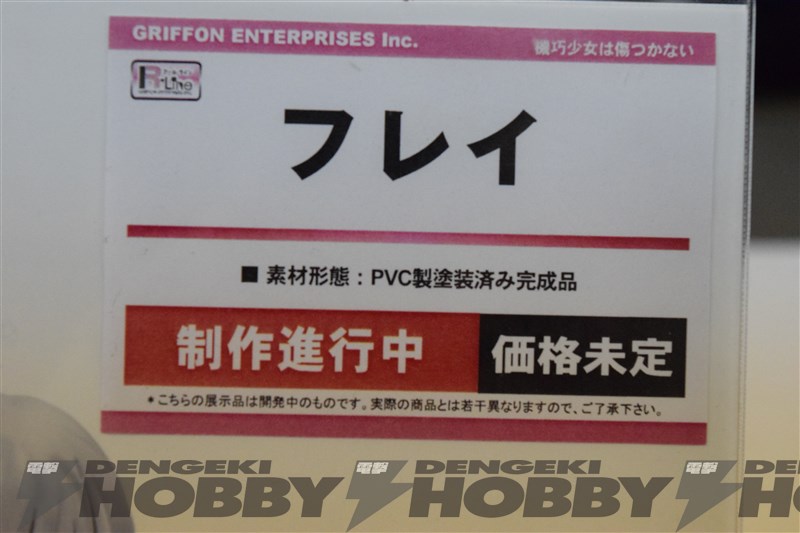 GRIFFON ENTERPRISES Inc.
機巧少女は傷つかない
R-Line
フレイ
■ 素材形態：PVC製塗装済み完成品
制作進行中
価格未定
*こちらの展示品は開発中のものです。実際の商品とは若干異なりますので、ご了承下さい。
電撃 DENGEKI HOBBY
電撃 DENGEKI HOBBY
電撃 DENGEKI HO